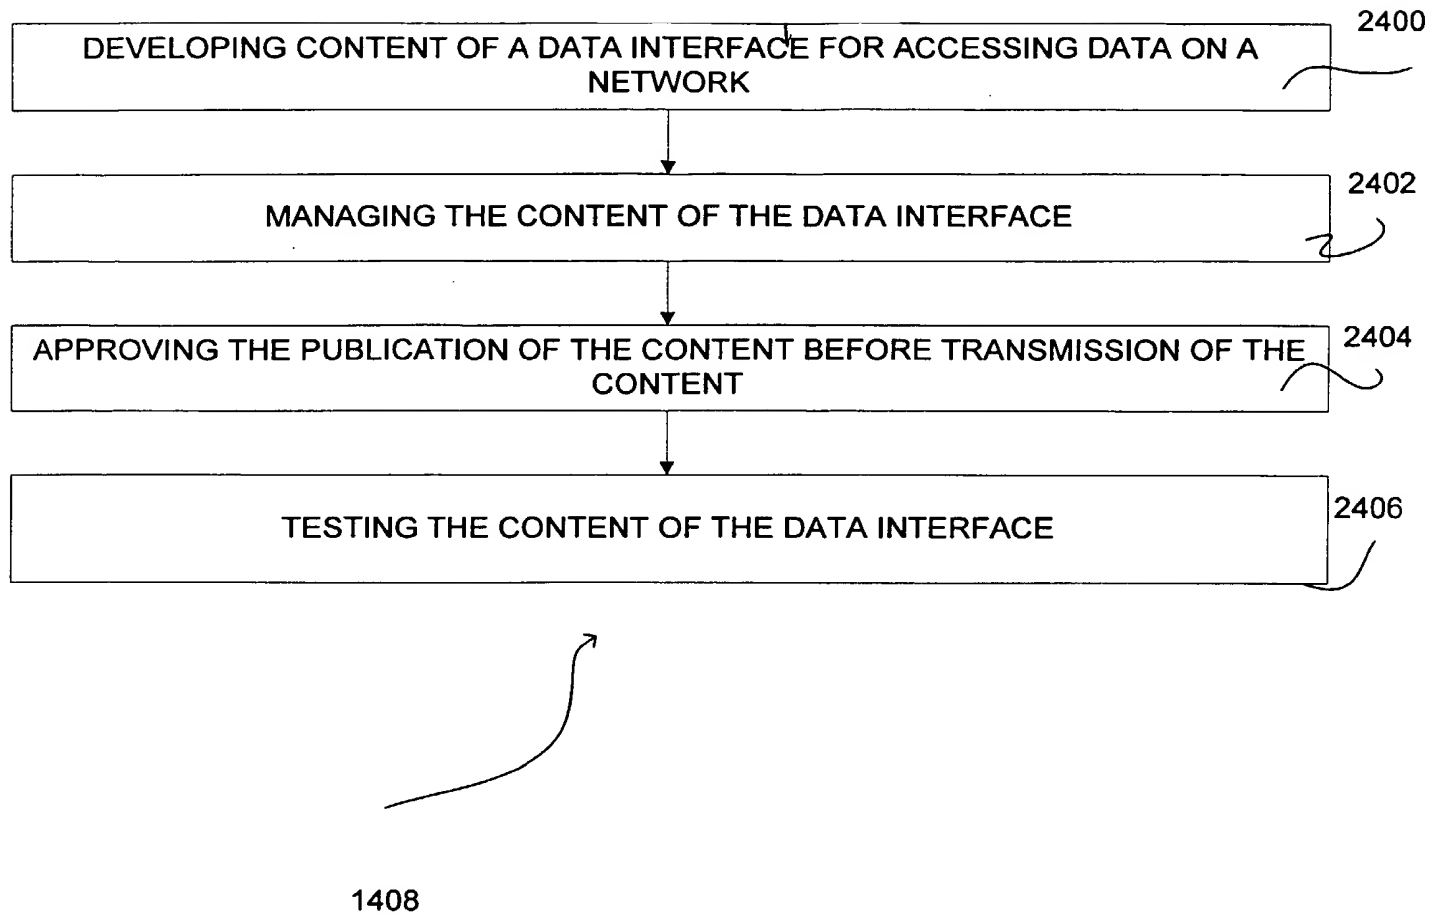 2400
DEVELOPING CONTENT OF A DATA INTERFACE FOR ACCESSING DATA ON A
NETWORK
2402
MANAGING THE CONTENT OF THE DATA INTERFACE
2404
APPROVING THE PUBLICATION OF THE CONTENT BEFORE TRANSMISSION OF THE
CONTENT
2406
TESTING THE CONTENT OF THE DATA INTERFACE
1408